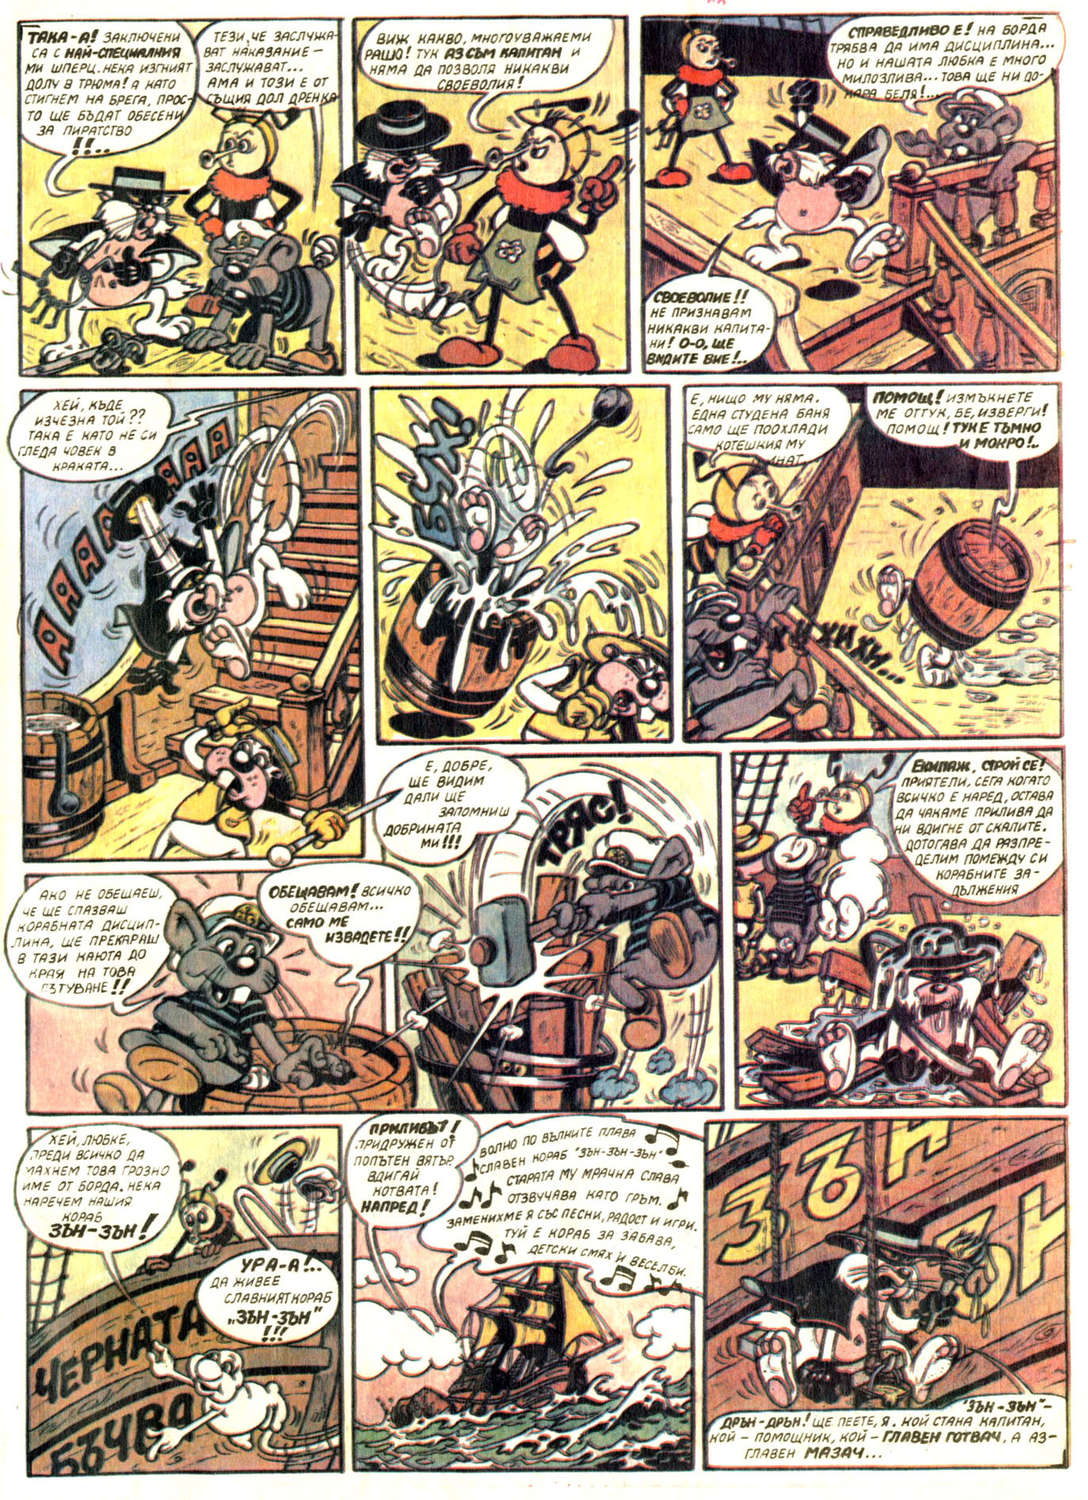 ТАКА-А! ЗАКЛЮЧЕНИ
СА С НАЙ-СПЕЦИАЛНИЯ
МИ ШПЕРЦ. НЕКА ИЗГНИЯТ
ДОЛУ В ТРЮМА! А КАТО
СТИГНЕМ НА БРЕГА, ПРОС-
ТО ЩЕ БЪДАТ ОБЕСЕНИ
ЗА ПИРАТСТВО
!!..
ТЕЗИ, ЧЕ ЗАСЛУЖА-
ВАТ НАКАЗАНИЕ —
ЗАСЛУЖАВАТ...
АМА И ТОЗИ Е ОТ
СЪЩИЯ ДОЛ ДРЕНКА
ВИЖ КАКВО, МНОГОУВАЖАЕМИ
РАШО! ТУК АЗ СЪМ КАПИТАН И
НЯМА ДА ПОЗВОЛЯ НИКАКВИ
СВОЕВОЛИЯ!
СПРАВЕДЛИВО Е! НА БОРДА
ТРЯБВА ДА ИМА ДИСЦИПЛИНА...
НО И НАШАТА ЛЮБКА Е МНОГО
МИЛОЗЛИВА... ТОВА ЩЕ НИ ДО-
КАРА БЕЛЯ!..
СВОЕВОЛИЕ!!
НЕ ПРИЗНАВАМ
НИКАКВИ КАПИТА-
НИ! О-О, ЩЕ
ВИДИТЕ ВИЕ!..
ХЕЙ, КЪДЕ
ИЗЧЕЗНА ТОЙ??
ТАКА Е КАТО НЕ СИ
ГЛЕДА ЧОВЕК В
КРАКАТА...
БУХ!
Е, НИЩО МУ НЯМА.
ЕДНА СТУДЕНА БАНЯ
САМО ЩЕ ПООХЛАДИ
КОТЕШКИЯ МУ
ПОМОЩ! ИЗМЪКНЕТЕ
МЕ ОТТУК, БЕ, ИЗВЕРГИ!
ПОМОЩ! ТУК Е ТЪМНО
И МОКРО!..
ХИ ХИХИ...
АКО НЕ ОБЕЩАЕШ,
ЧЕ ЩЕ СПАЗВАШ
КОРАБНАТА ДИСЦИП-
ЛИНА, ЩЕ ПРЕКАРАШ
В ТАЗИ КАЮТА ДО
КРАЯ НА ТОВА
ПЪТУВАНЕ!!
ОБЕЩАВАМ! ВСИЧКО
ОБЕЩАВАМ...
САМО МЕ
ИЗВАДЕТЕ!!
Е, ДОБРЕ,
ЩЕ ВИДИМ
ДАЛИ ЩЕ
ЗАПОМНИШ
ДОБРИНАТА
МИ!!!
ТРЯС!
ЕКИПАЖ, СТРОЙ СЕ!
ПРИЯТЕЛИ, СЕГА КОГАТО
ВСИЧКО Е НАРЕД, ОСТАВА
ДА ЧАКАМЕ ПРИЛИВА ДА
НИ ВДИГНЕ ОТ СКАЛИТЕ.
ДОТОГАВА ДА РАЗПРЕ-
ДЕЛИМ ПОМЕЖДУ СИ
КОРАБНИТЕ ЗА-
ДЪЛЖЕНИЯ
ХЕЙ, ЛЮБКЕ,
ПРЕДИ ВСИЧКО ДА
МАХНЕМ ТОВА ГРОЗНО
ИМЕ ОТ БОРДА. НЕКА
НАРЕЧЕМ НАШИЯ
КОРАБ
ЗЪН-ЗЪН!
УРА-А!..
ДА ЖИВЕЕ
СЛАВНИЯТ КОРАБ
„ЗЪН-ЗЪН"
!!!
ЧЕРНАТА
БЪЧВА
ПРИЛИВЪТ!
ПРИДРУЖЕН ОТ
ПОПЪТЕН ВЯТЪР.
ВДИГАЙ
КОТВАТА!
НАПРЕД!
ВОЛНО ПО ВЪЛНИТЕ ПЛАВА
СЛАВЕН КОРАБ "ЗЪН-ЗЪН-ЗЪН"
СТАРАТА МУ МРАЧНА СЛАВА
ОТЗВУЧАВА КАТО ГРЪМ.
ЗАМЕНИХМЕ Я СЪС ПЕСНИ, РАДОСТ И ИГРИ.
ТУЙ Е КОРАБ ЗА ЗАБАВА,
ДЕТСКИ СМЯХ И ВЕСЕЛБИ.
ЗЪН
"ЗЪН-ЗЪН"-
ДРЪН-ДРЪН! ЩЕ ПЕЕТЕ, Я. КОЙ СТАНА КАПИТАН,
КОЙ - ПОМОЩНИК, КОЙ - ГЛАВЕН ГОТВАЧ, А АЗ-
ГЛАВЕН МАЗАЧ...